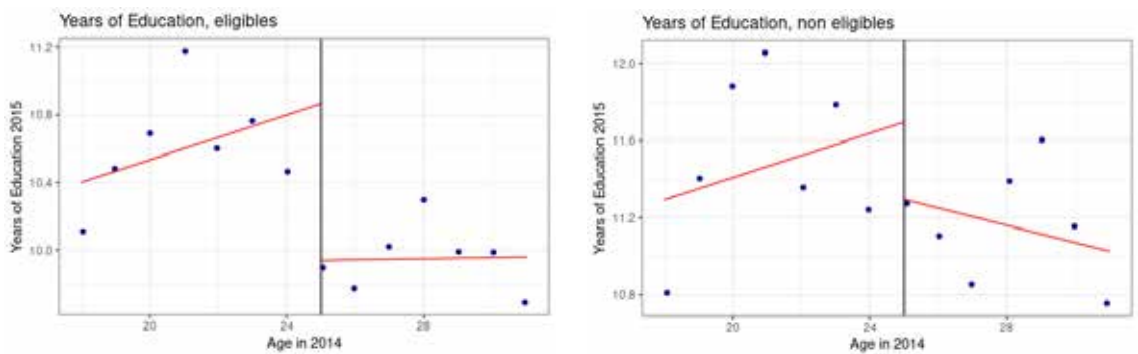 Years of Education, eligibles
11.2
10.8
10.4
10.0
Years of Education 2015
20
24
28
Age in 2014
Years of Education, non eligibles
12.0
11.6
11.2
10.8
Years of Education 2015
20
24
28
Age in 2014